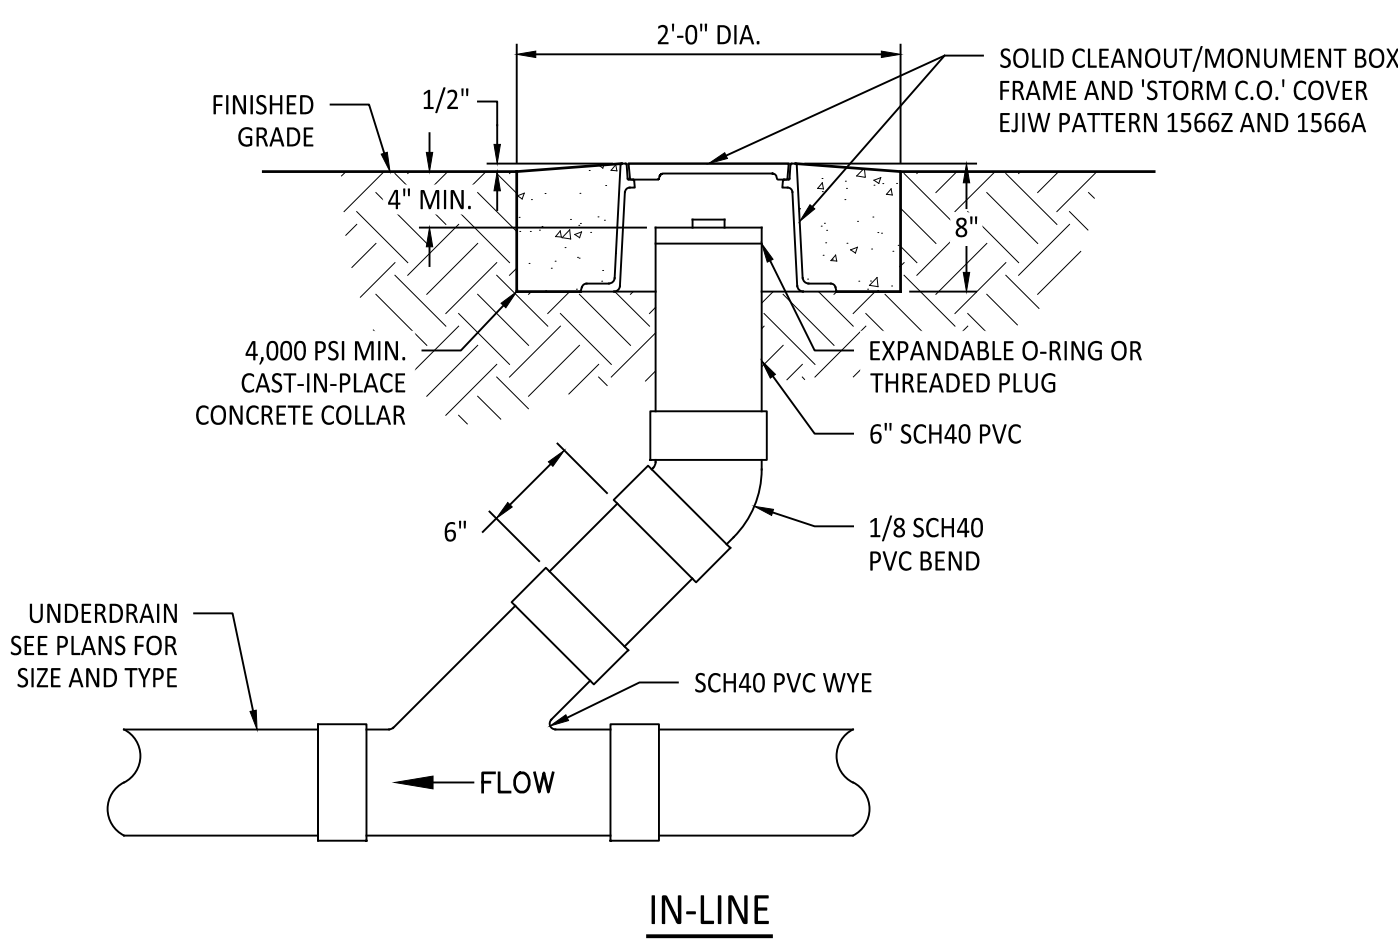 2'-0" DIA.
SOLID CLEANOUT/MONUMENT BOX
FRAME AND 'STORM C.O.' COVER
EJIW PATTERN 1566Z AND 1566A
FINISHED
GRADE
1/2"
4" MIN.
8"
4,000 PSI MIN.
CAST-IN-PLACE
CONCRETE COLLAR
EXPANDABLE O-RING OR
THREADED PLUG
6" SCH40 PVC
6"
1/8 SCH40
PVC BEND
UNDERDRAIN
SEE PLANS FOR
SIZE AND TYPE
SCH40 PVC WYE
FLOW
IN-LINE